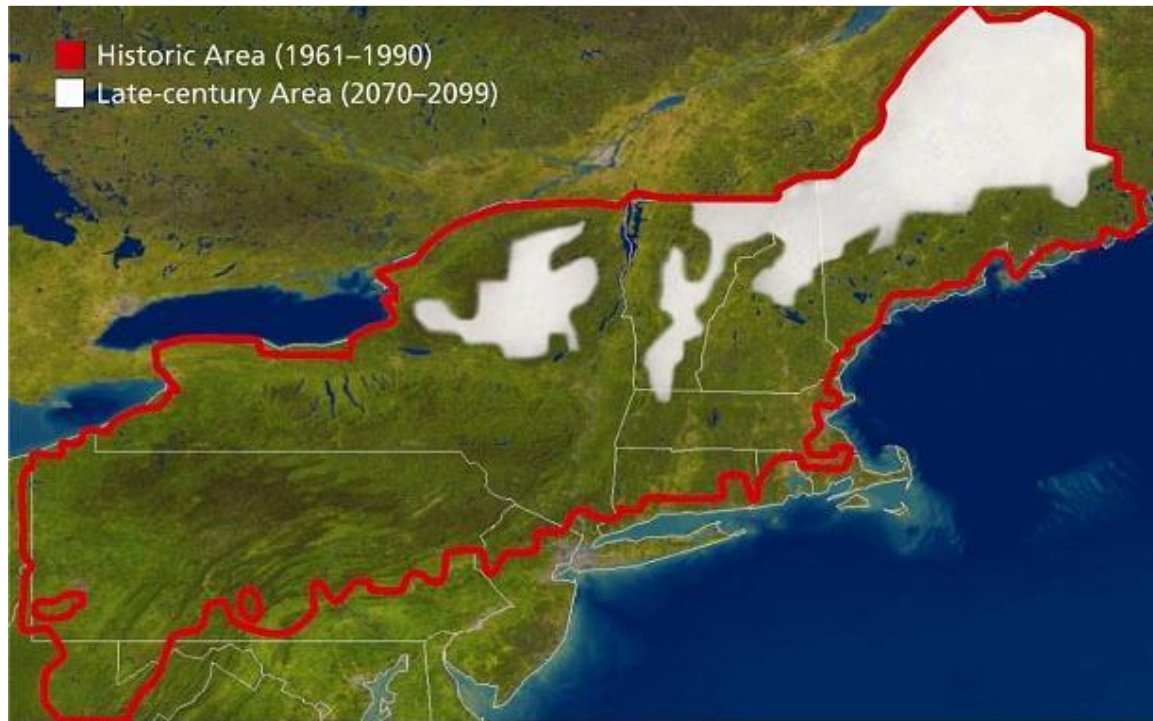 Historic Area (1961–1990)
Late-century Area (2070–2099)